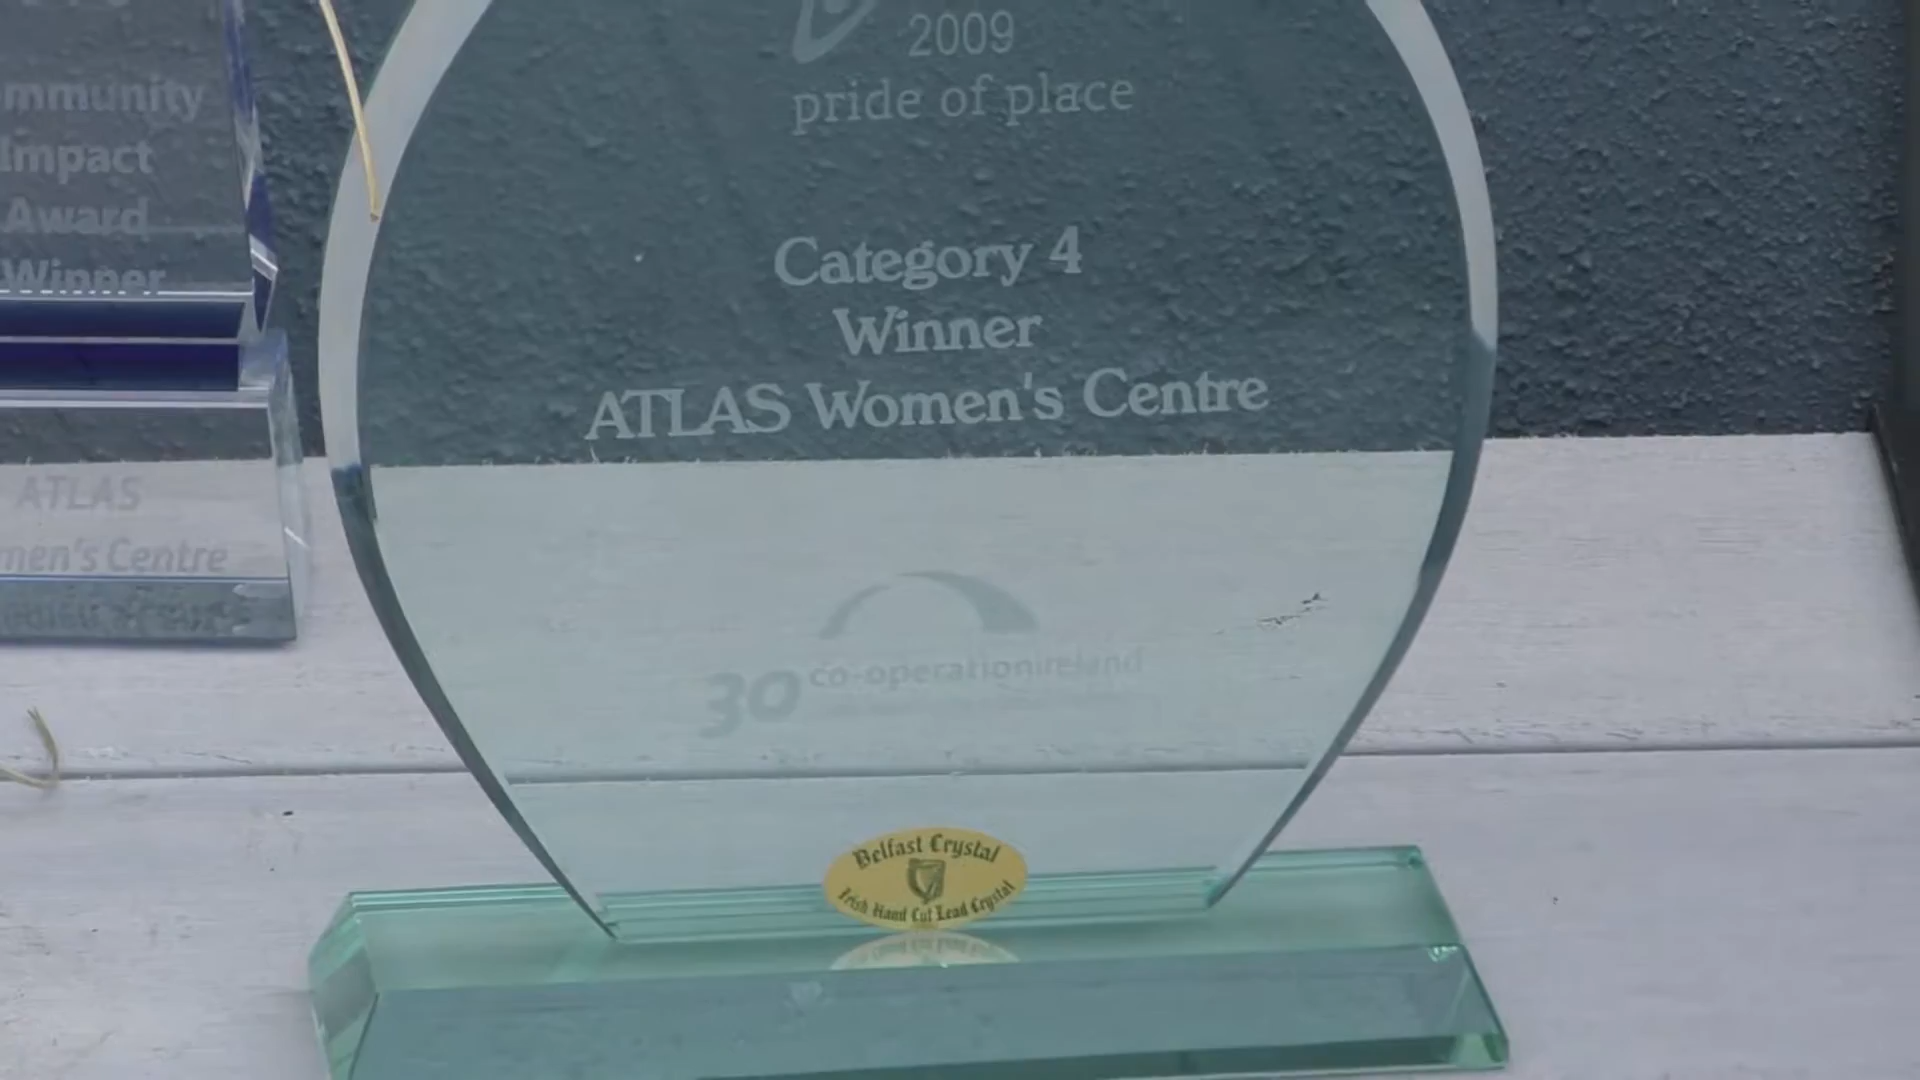 mmunity
Impact
Award
Winner
ATLAS
men's Centre
2009
pride of place
Category 4
Winner
ATLAS Women's Centre
30 co-operationireland
Belfast Crystal
Irish Hand Cut Lead Crystal